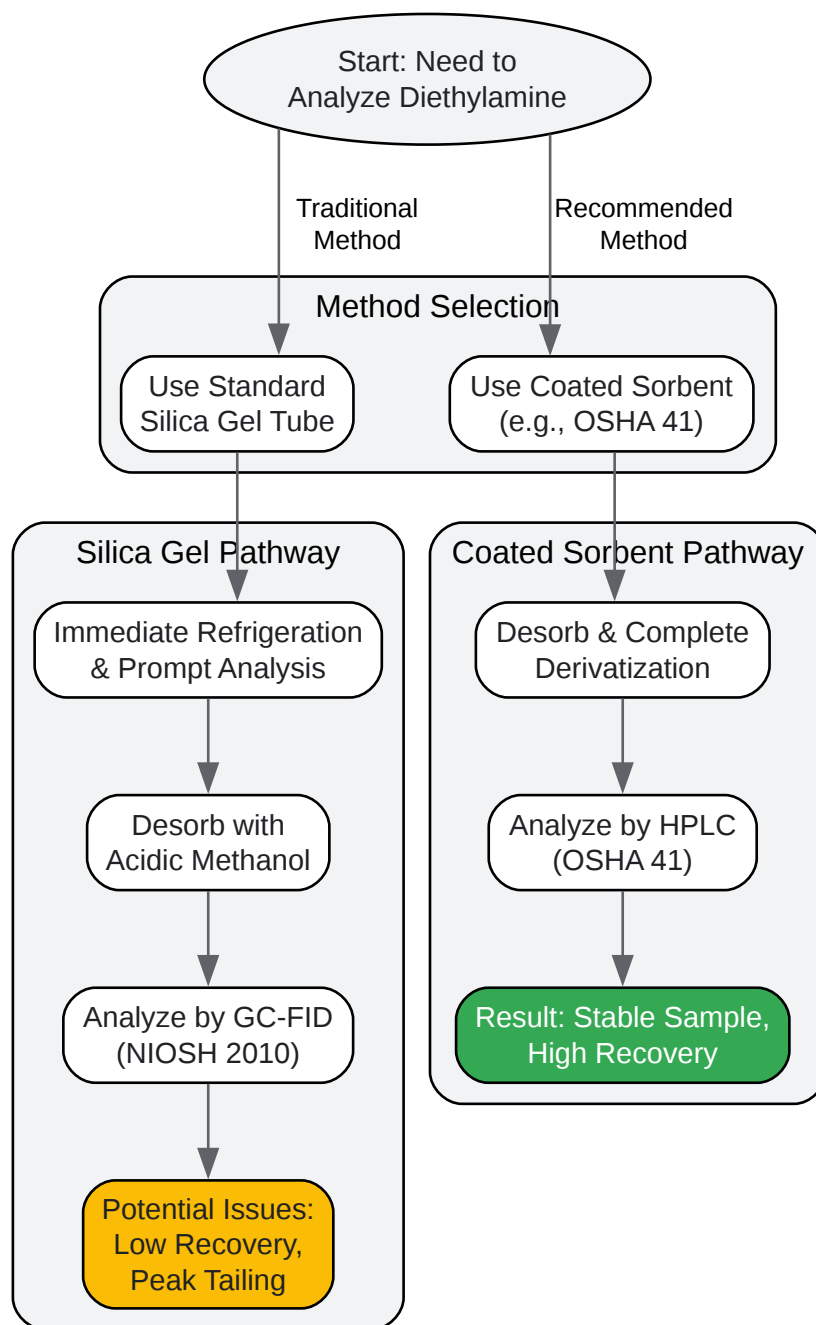 Start: Need to
Analyze Diethylamine
Traditional
Method
Recommended
Method
Method Selection
Use Standard
Silica Gel Tube
Use Coated Sorbent
(e.g., OSHA 41)
Silica Gel Pathway
Immediate Refrigeration
& Prompt Analysis
Desorb with
Acidic Methanol
Analyze by GC-FID
(NIOSH 2010)
Potential Issues:
Low Recovery,
Peak Tailing
Coated Sorbent Pathway
Desorb & Complete
Derivatization
Analyze by HPLC
(OSHA 41)
Result: Stable Sample,
High Recovery